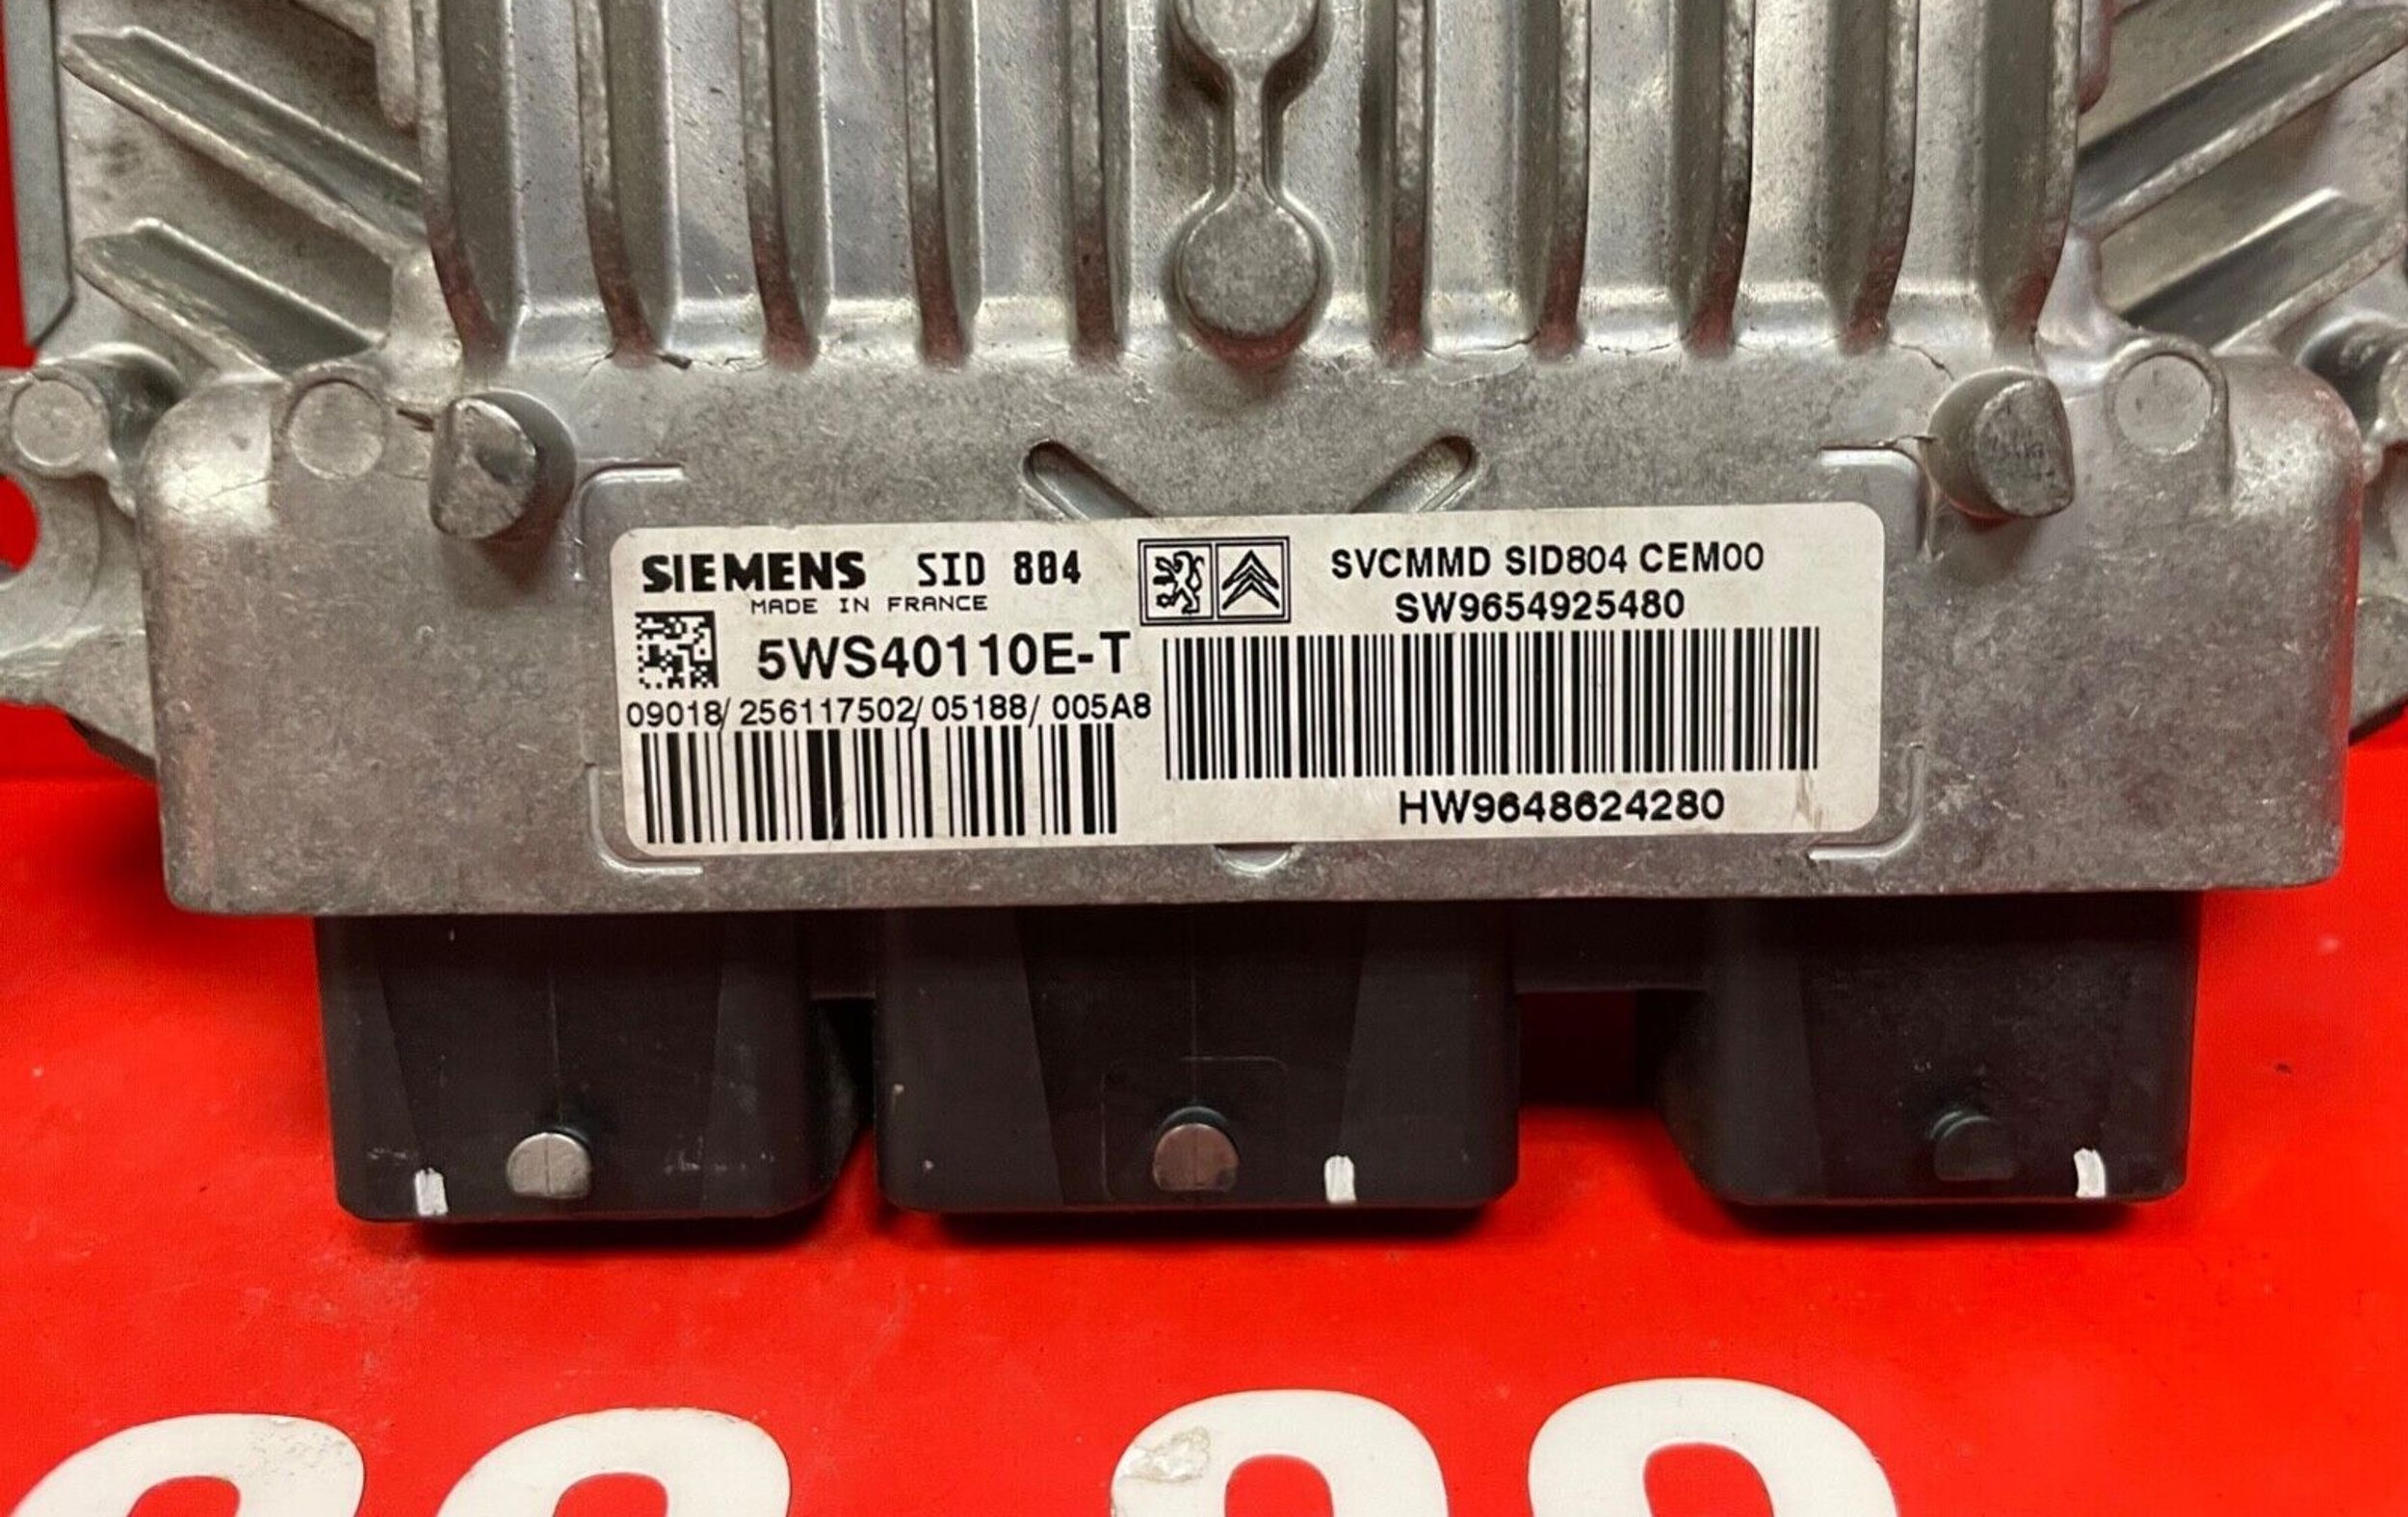 SIEMENS SID 804
MADE IN FRANCE
5WS40110E-T
09018/256117502/05188/005A8
SVCMMD SID804 CEM00
SW9654925480
HW9648624280